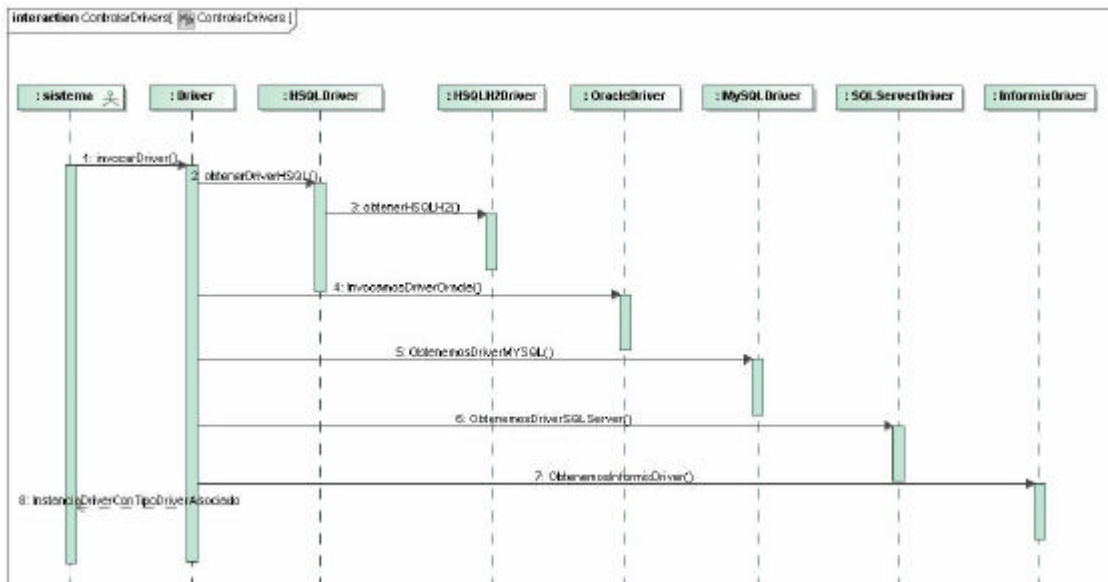 interaction ControlarDrivers[ ControlarDrivers ]
: sistema
: Driver
: HSQLDriver
: HSQLH2Driver
: OracleDriver
: MySQLDriver
: SQLServerDriver
: InformixDriver
1: invocarDriver()
2: obtenerDriverHSQL()
3: obtenerHSQLH2()
4: InvocamosDriverOracle()
5: ObtenemosDriverMYSQL()
6: ObtenemosDriverSQLServer()
7: ObtenemosInformixDriver()
8: InstanciaDriverConTipoDriverAsociado